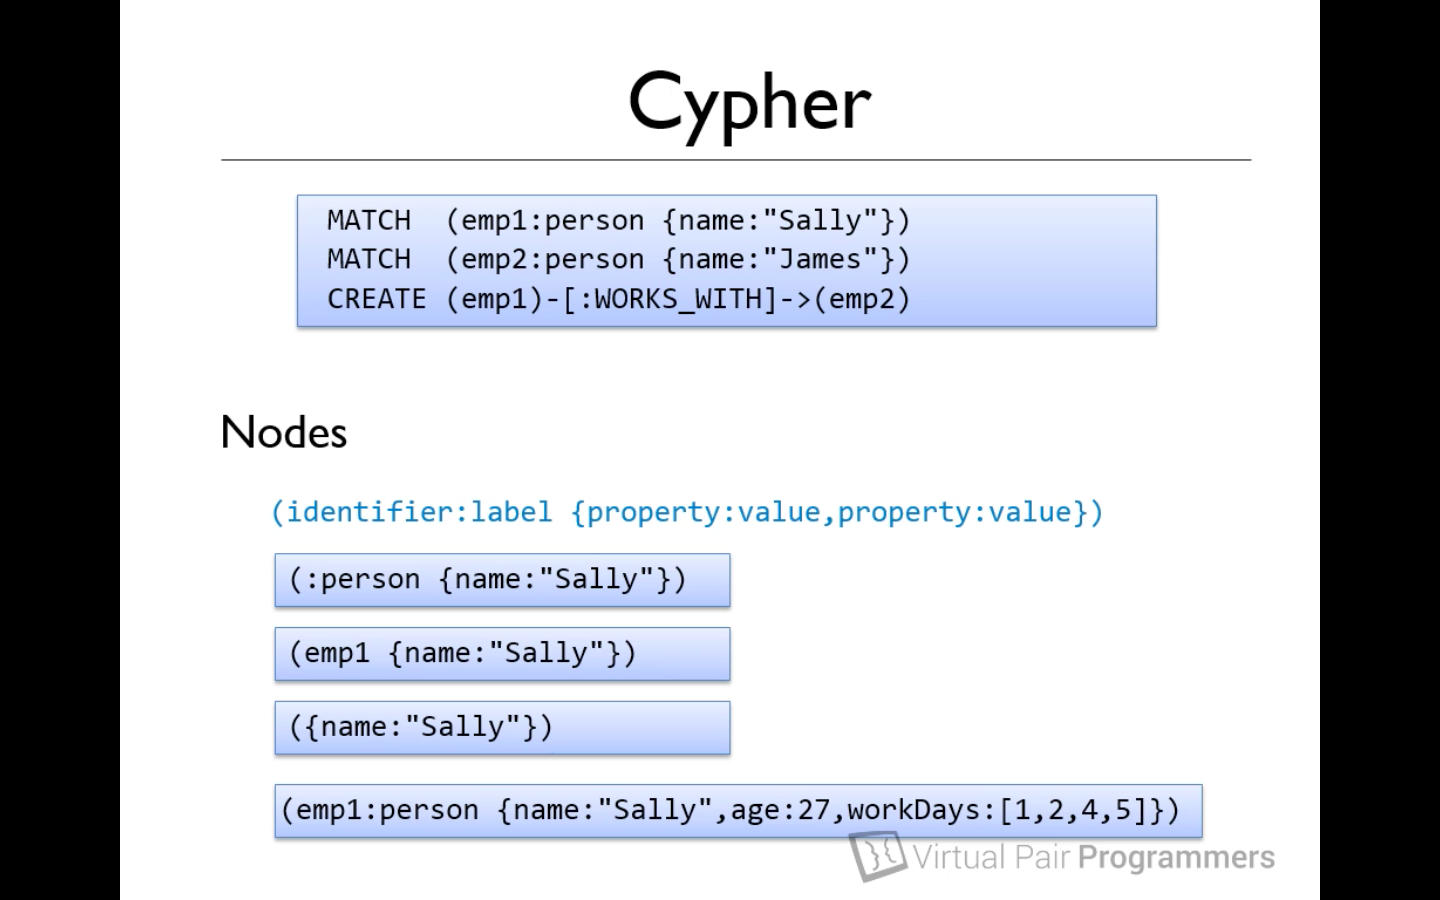 Cypher
MATCH  (emp1:person {name:"Sally"})
MATCH  (emp2:person {name:"James"})
CREATE (emp1)-[:WORKS_WITH]->(emp2)
Nodes
(identifier:label {property:value,property:value})
(:person {name:"Sally"})
(emp1 {name:"Sally"})
({name:"Sally"})
(emp1:person {name:"Sally",age:27,workDays:[1,2,4,5]})
Virtual Pair Programmers